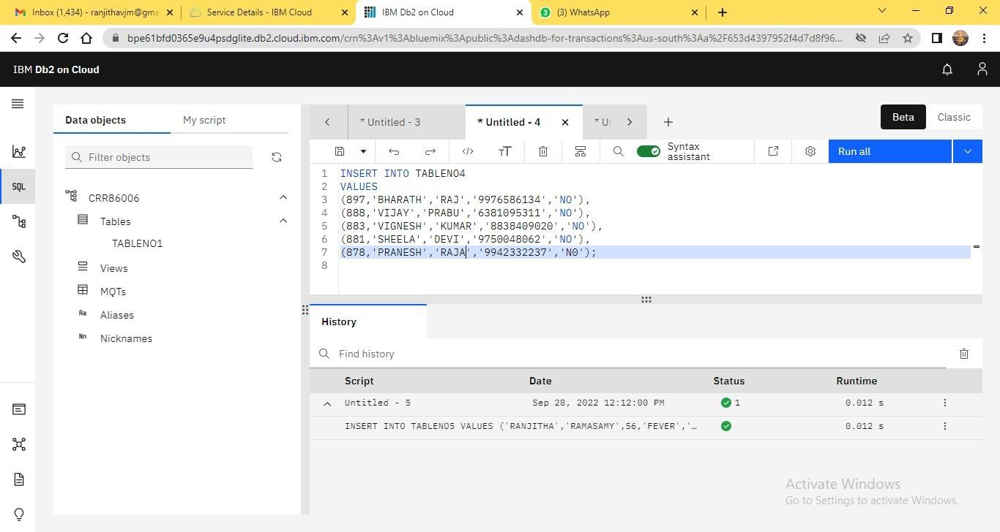 Inbox (1,434) - ranjithavjm@gma
Service Details - IBM Cloud
IBM Db2 on Cloud
(3) WhatsApp
bpe61bfd0365e9u4psdglite.db2.cloud.ibm.com/crn%3Av1%3Abluemix%3Apublic%3Adashdb-for-transactions%3Aus-south%3Aa%2F653d4397952f4d7d8f96...
IBM Db2 on Cloud
Data objects
My script
* Untitled - 3
* Untitled - 4
* U
Beta
Classic
Filter objects
Syntax
assistant
Run all
SQL
CRR86006
Tables
TABLENO1
Views
MQTs
Aa Aliases
Nn Nicknames
1 INSERT INTO TABLENO4
2 VALUES
3 (897,'BHARATH','RAJ','9976586134','NO'),
4 (888,'VIJAY','PRABU','6381095311','NO'),
5 (883,'VIGNESH','KUMAR','8838409020','NO'),
6 (881,'SHEELA','DEVI','9750048062','NO'),
7 (878,'PRANESH','RAJA','9942332237','N0');
8
History
Find history
Script Date Status Runtime
Untitled - 5 Sep 28, 2022 12:12:00 PM 1 0.012 s
INSERT INTO TABLENO5 VALUES ('RANJITHA','RAMASAMY',56,'FEVER','… 0.012 s
Activate Windows
Go to Settings to activate Windows.